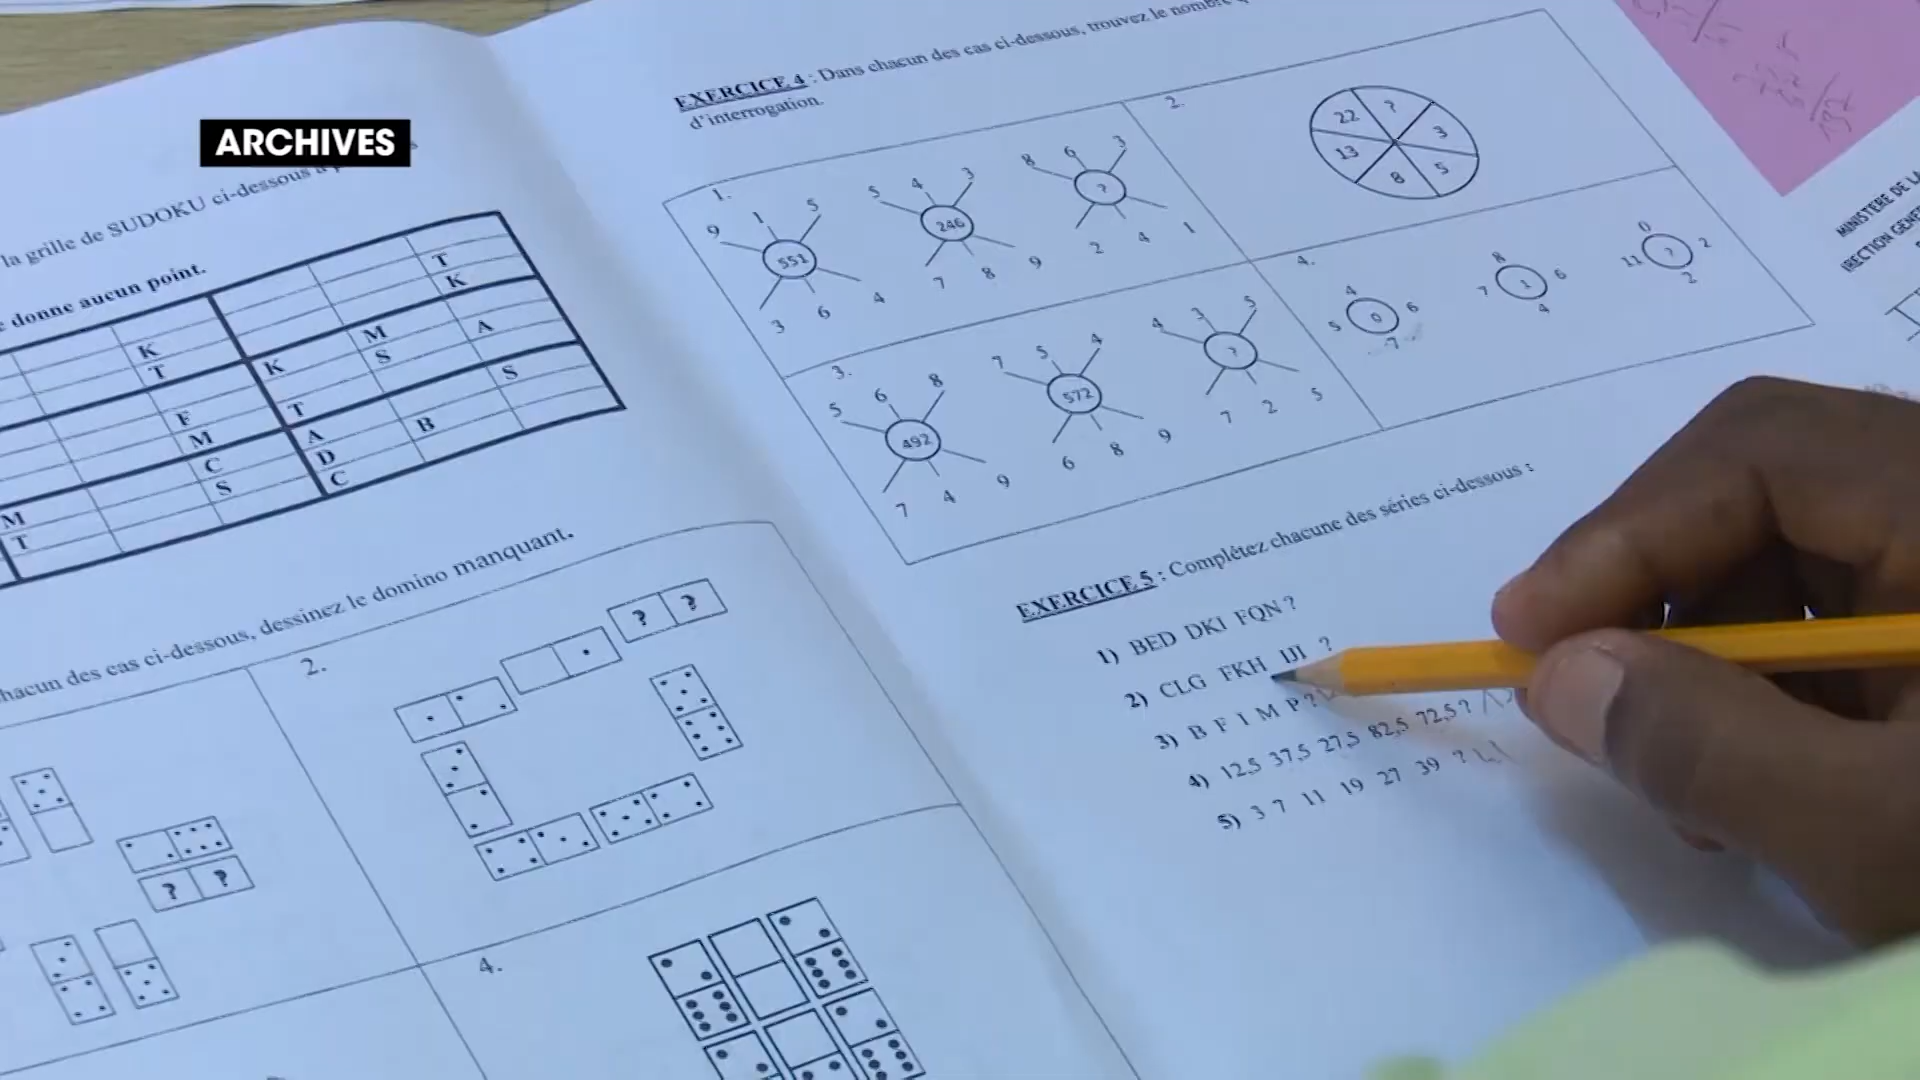 ARCHIVES
la grille de SUDOKU ci-dessous à
donne aucun point.
T
K
K
T
K
M
S
A
F
M
T
S
C
S
A
D
C
B
M
T
chacun des cas ci-dessous, dessinez le domino manquant.
2.
? ?
? ?
4.
EXERCICE 4 : Dans chacun des cas ci-dessous, trouvez le nombre
d'interrogation.
1.
9 1 5
551
3 6 4
5 4 3
246
7 8 9
8 6 3
?
2 4 1
2.
22 ? 3
13 8 5
3.
5 6 8
492
7 4 9
7 5 4
572
6 8 9
4 3 5
?
7 2 5
4.
4
5 0 6
7
8
7 1 6
4
0
11 ? 2
2
EXERCICE 5 : Complétez chacune des séries ci-dessous :
1) BED DKI FQN ?
2) CLG FKH IJI ?
3) B F I M P ?
4) 12,5 37,5 27,5 82,5 72,5 ?
5) 3 7 11 19 27 39 ?
MINISTERE DE LA